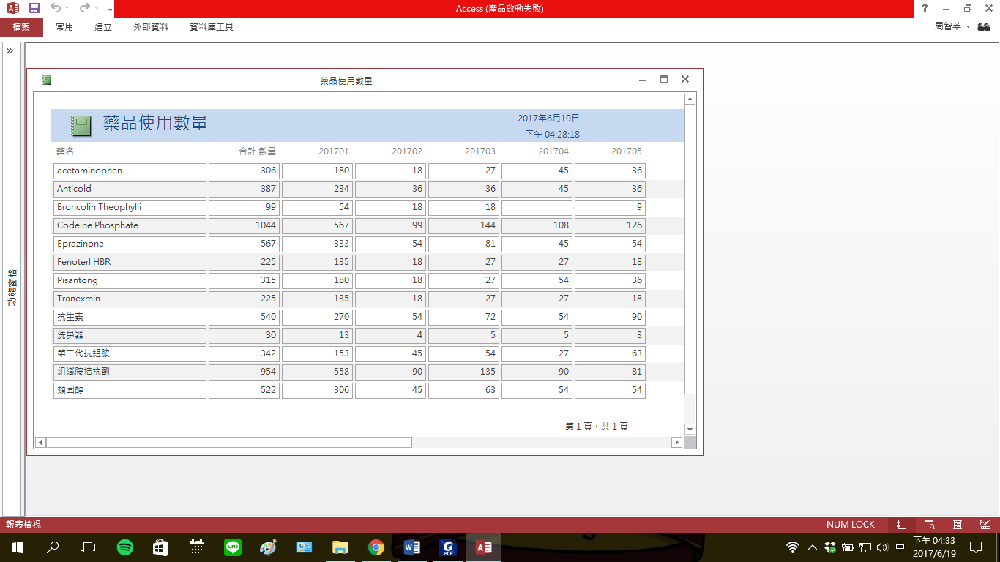 Access (產品啟動失敗)
檔案 常用 建立 外部資料 資料庫工具 周智莘
藥品使用數量
藥品使用數量 2017年6月19日
下午 04:28:18
藥名 合計 數量 201701 201702 201703 201704 201705
acetaminophen 306 180 18 27 45 36
Anticold 387 234 36 36 45 36
Broncolin Theophylli 99 54 18 18 9
Codeine Phosphate 1044 567 99 144 108 126
Eprazinone 567 333 54 81 45 54
Fenoterl HBR 225 135 18 27 27 18
Pisantong 315 180 18 27 54 36
Tranexmin 225 135 18 27 27 18
抗生素 540 270 54 72 54 90
洗鼻器 30 13 4 5 5 3
第二代抗組胺 342 153 45 54 27 63
組織胺拮抗劑 954 558 90 135 90 81
類固醇 522 306 45 63 54 54
第 1 頁，共 1 頁
功能窗格
報表檢視 NUM LOCK
中 下午 04:33
2017/6/19